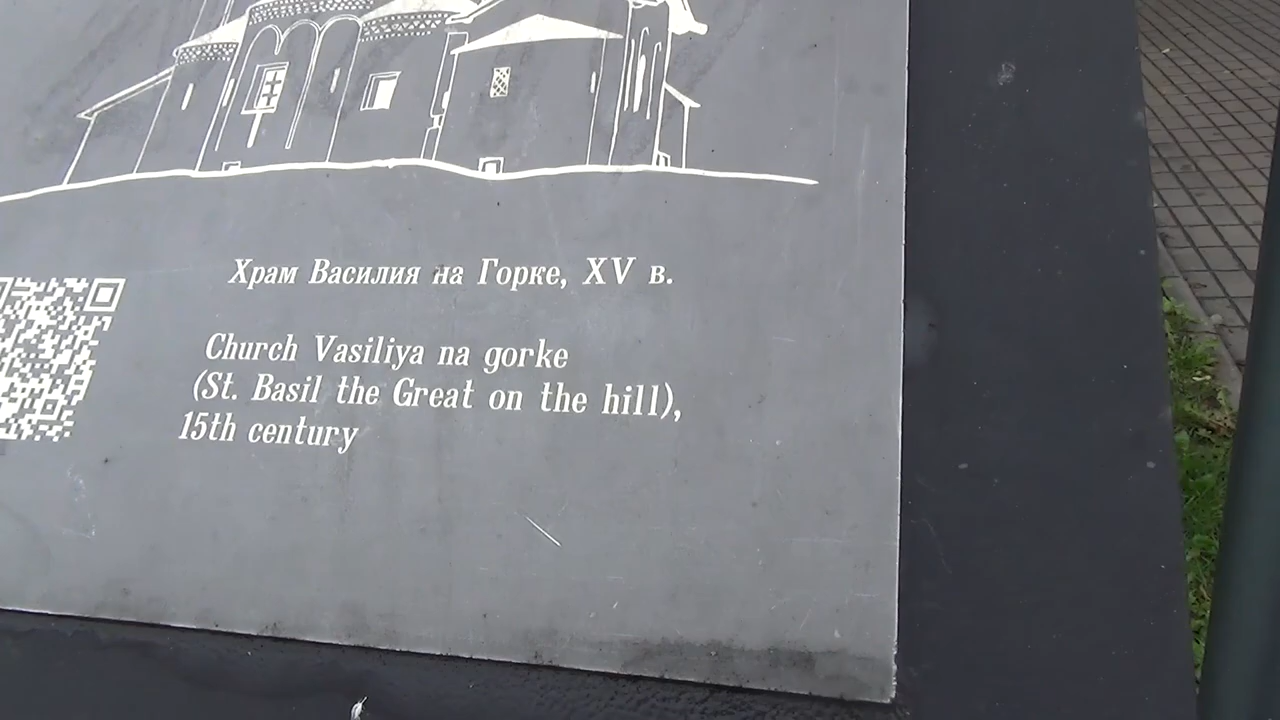 Храм Василия на Горке, XV в.
Church Vasiliya na gorke
(St. Basil the Great on the hill),
15th century